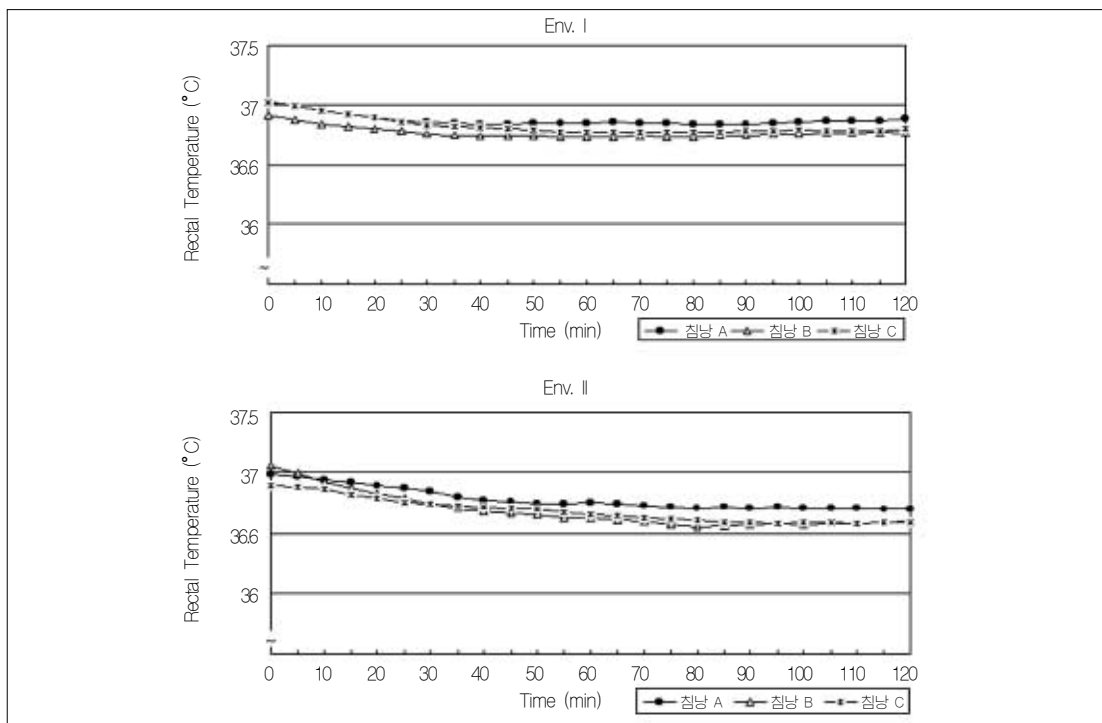 Env. I
Rectal Temperature (°C)
37.5
37
36.6
36
~
0 10 20 30 40 50 60 70 80 90 100 110 120
Time (min)
침낭 A 침낭 B 침낭 C
Env. II
Rectal Temperature (°C)
37.5
37
36.6
36
~
0 10 20 30 40 50 60 70 80 90 100 110 120
Time (min)
침낭 A 침낭 B 침낭 C